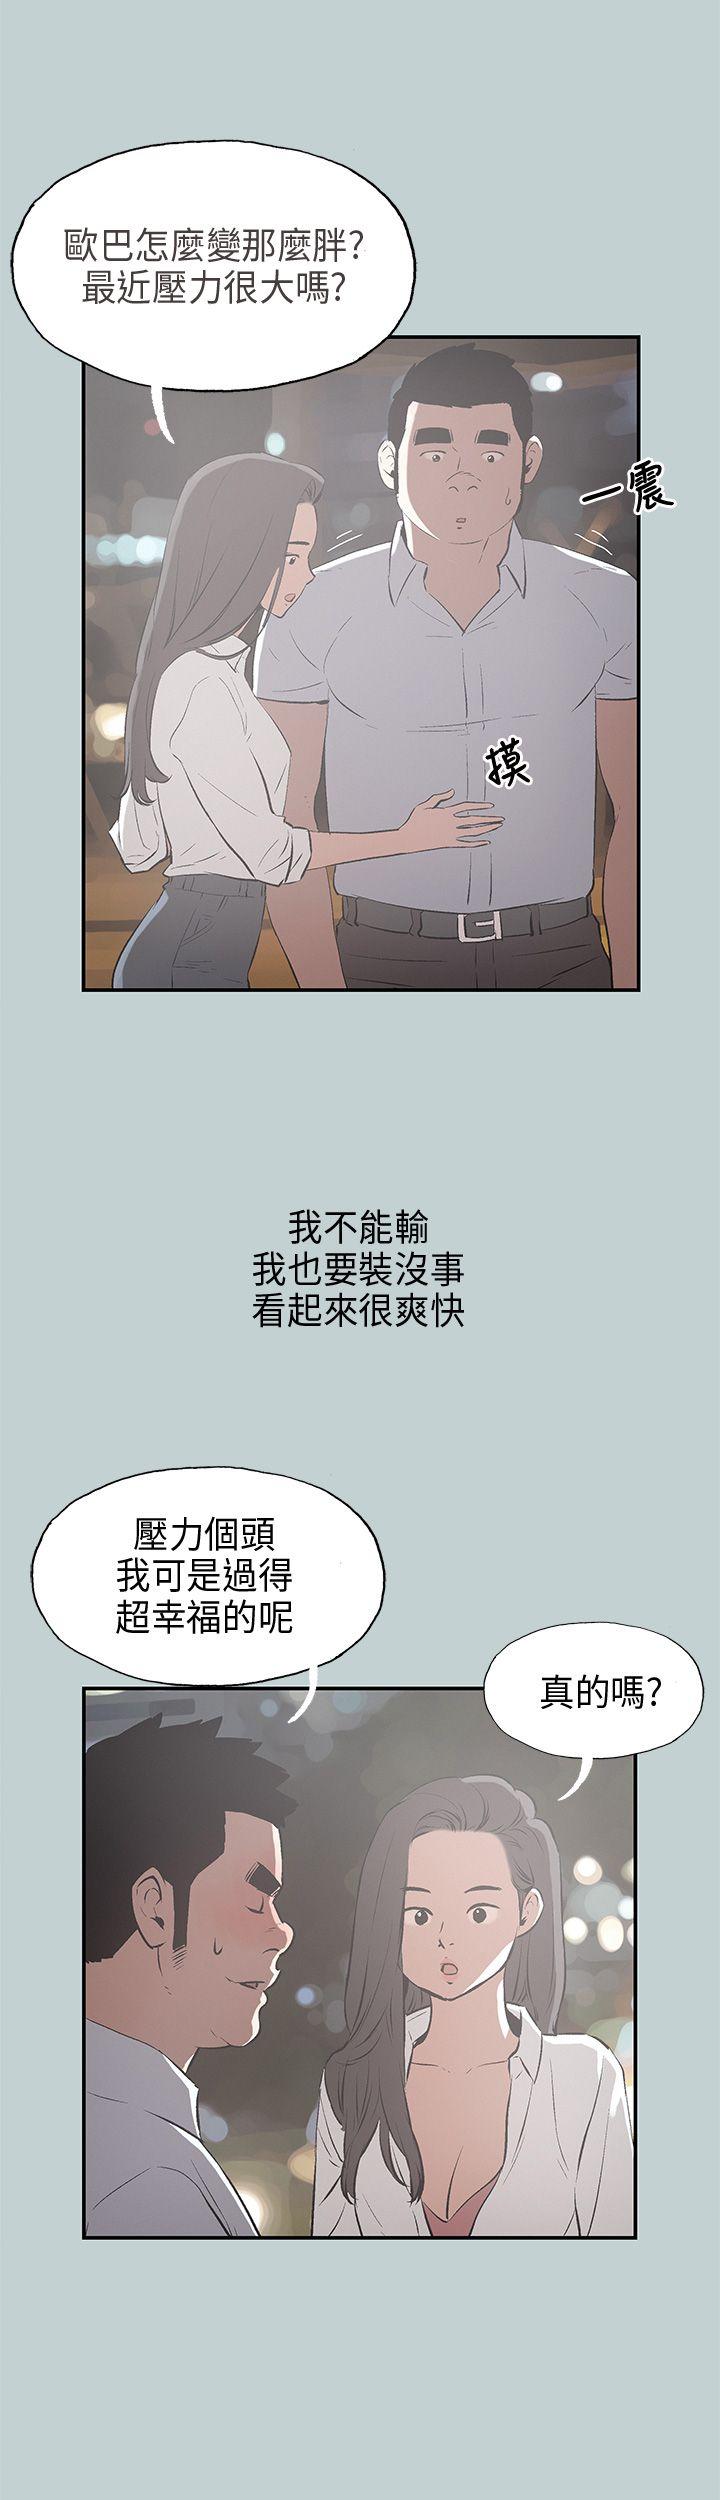 歐巴怎麼變那麼胖?
最近壓力很大嗎?
一震
摸
我不能輸
我也要裝沒事
看起來很爽快
壓力個頭
我可是過得
超幸福的呢
真的嗎?